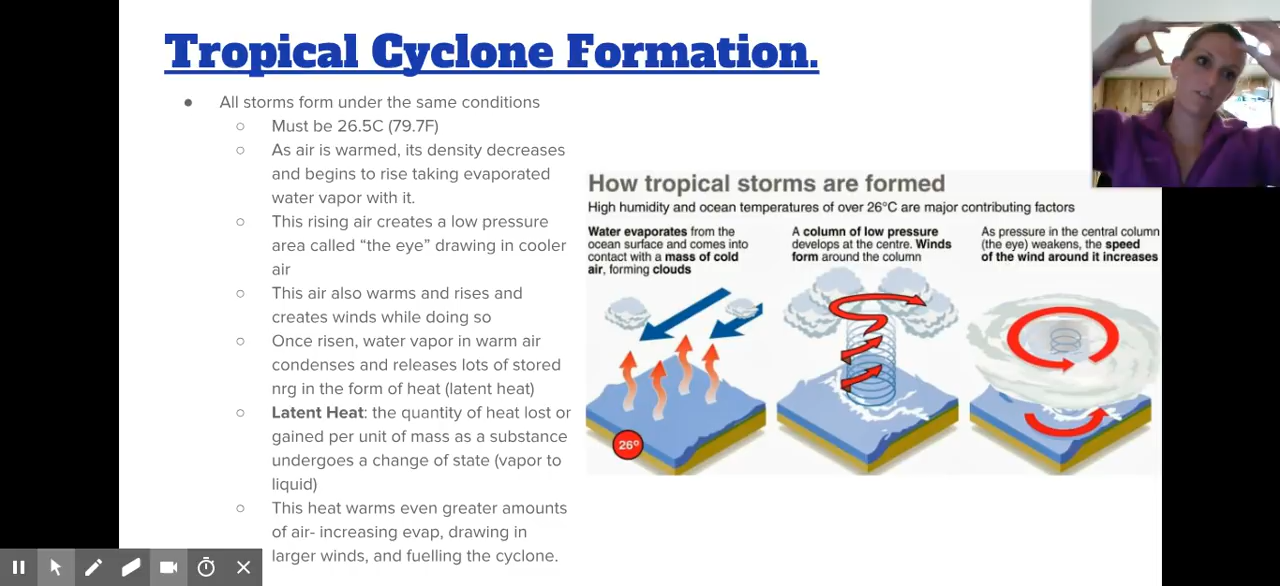 Tropical Cyclone Formation.
All storms form under the same conditions
Must be 26.5C (79.7F)
As air is warmed, its density decreases
and begins to rise taking evaporated
water vapor with it.
This rising air creates a low pressure
area called “the eye” drawing in cooler
air
This air also warms and rises and
creates winds while doing so
Once risen, water vapor in warm air
condenses and releases lots of stored
nrg in the form of heat (latent heat)
Latent Heat: the quantity of heat lost or
gained per unit of mass as a substance
undergoes a change of state (vapor to
liquid)
This heat warms even greater amounts
of air- increasing evap, drawing in
larger winds, and fuelling the cyclone.
How tropical storms are formed
High humidity and ocean temperatures of over 26°C are major contributing factors
Water evaporates from the
ocean surface and comes into
contact with a mass of cold
air, forming clouds
26°
A column of low pressure
develops at the centre. Winds
form around the column
As pressure in the central column
(the eye) weakens, the speed
of the wind around it increases